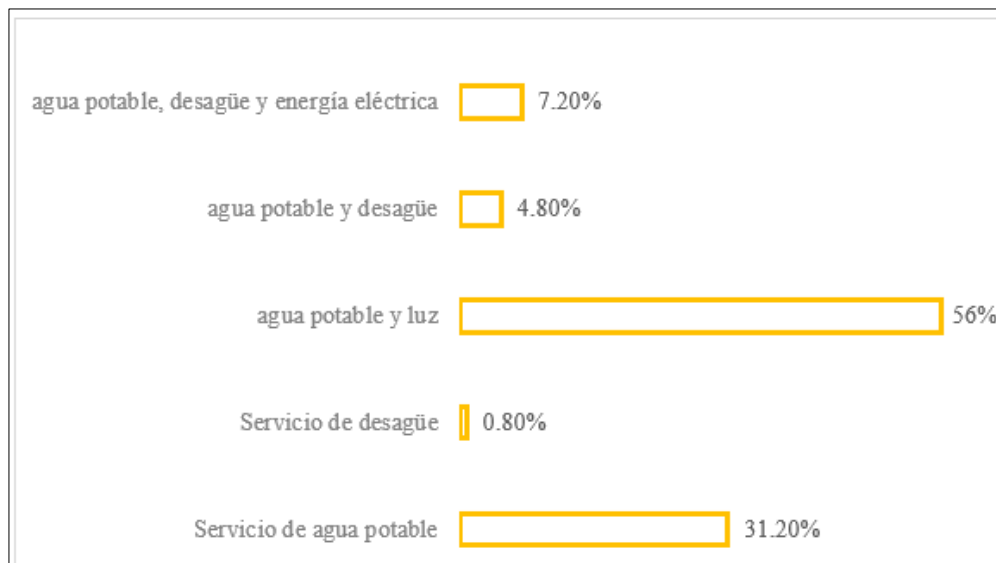 agua potable, desagüe y energía eléctrica 7.20%
agua potable y desagüe 4.80%
agua potable y luz 56%
Servicio de desagüe 0.80%
Servicio de agua potable 31.20%